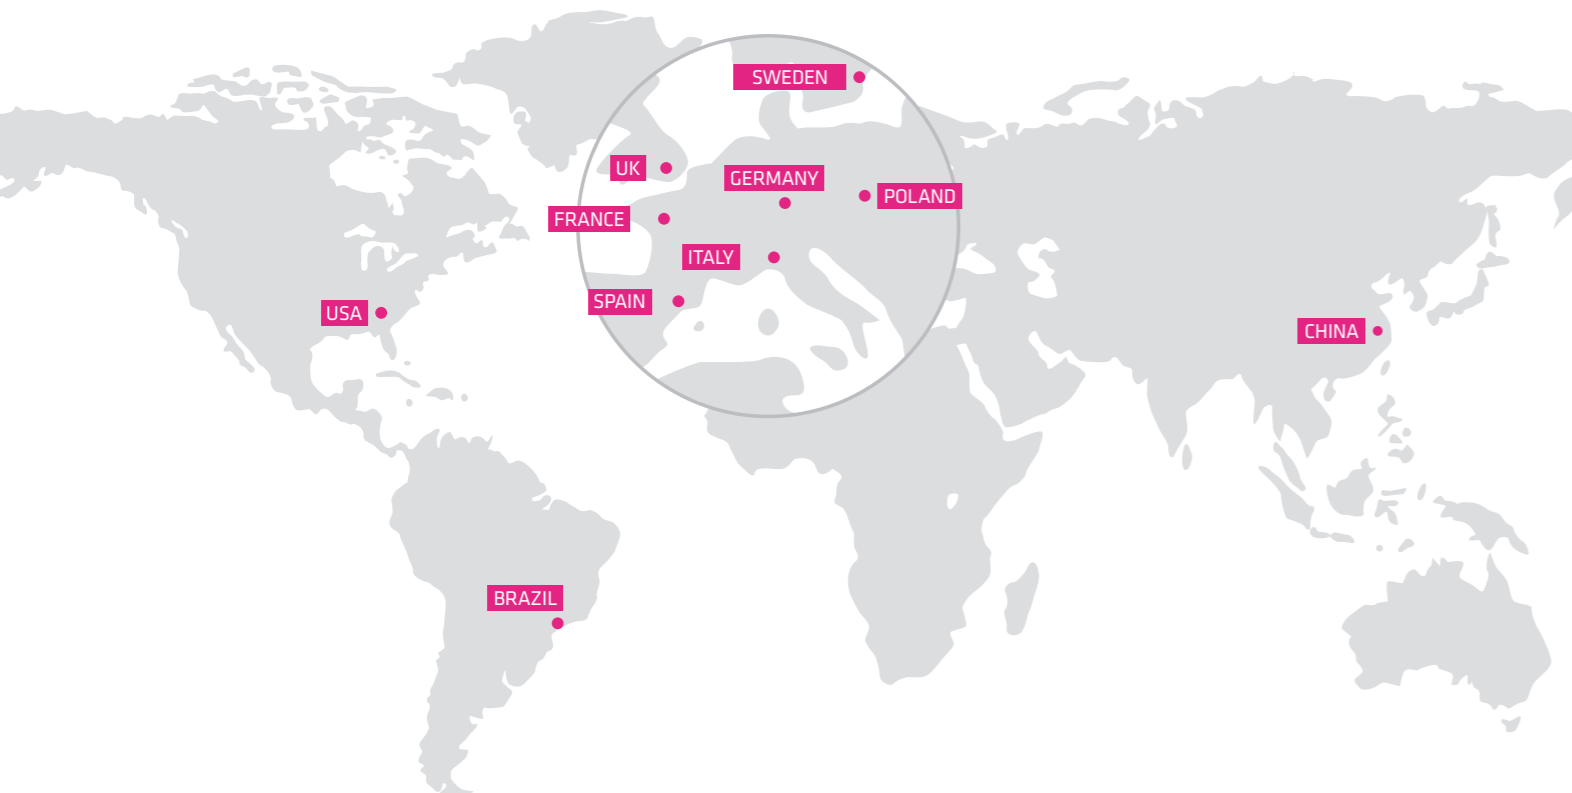 SWEDEN
UK
GERMANY
POLAND
FRANCE
ITALY
SPAIN
USA
CHINA
BRAZIL